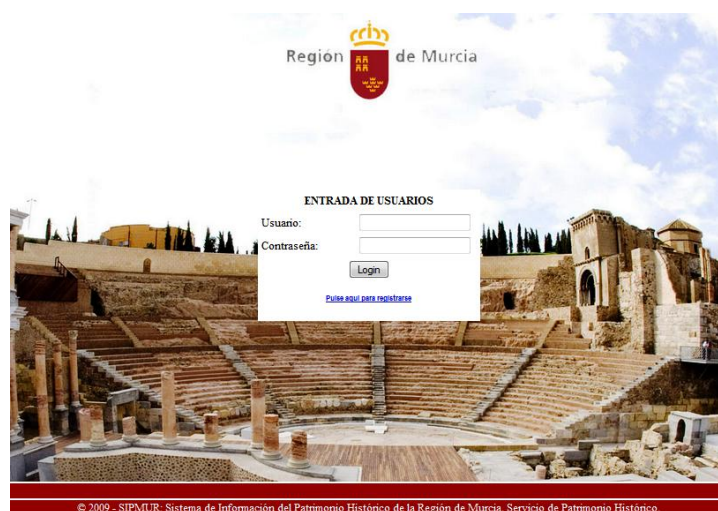 Región de Murcia
ENTRADA DE USUARIOS
Usuario:
Contraseña:
Login
Pulse aqui para registrarse
© 2009 - SIPMUR: Sistema de Información del Patrimonio Histórico de la Región de Murcia. Servicio de Patrimonio Histórico